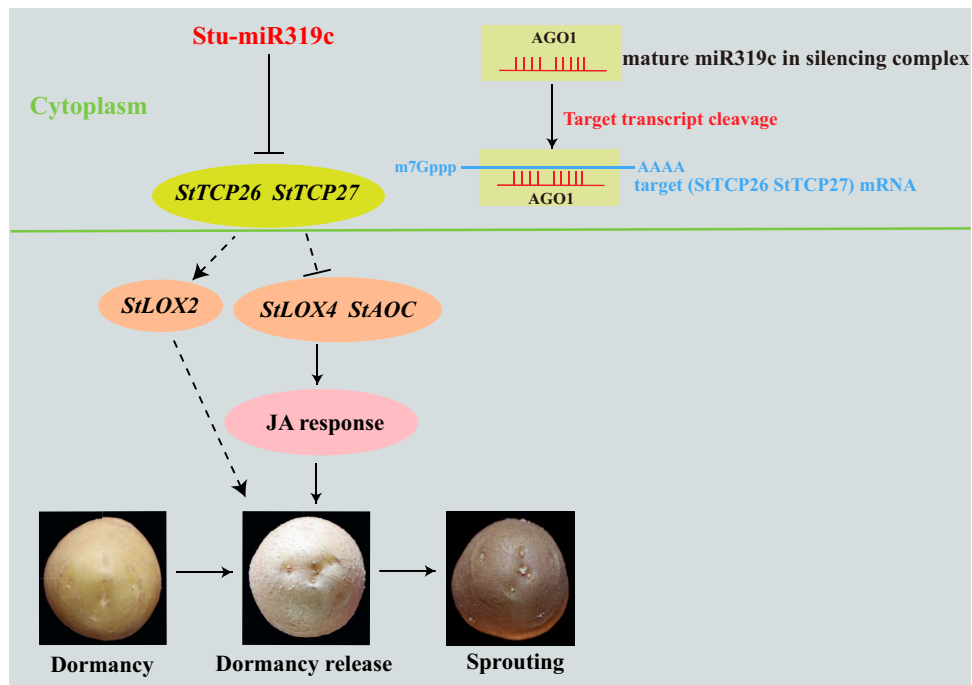 Stu-miR319c
AGO1
mature miR319c in silencing complex
Cytoplasm
Target transcript cleavage
m7Gppp
AAAA
StTCP26 StTCP27
target (StTCP26 StTCP27) mRNA
AGO1
StLOX2
StLOX4 StAOC
JA response
Dormancy
Dormancy release
Sprouting